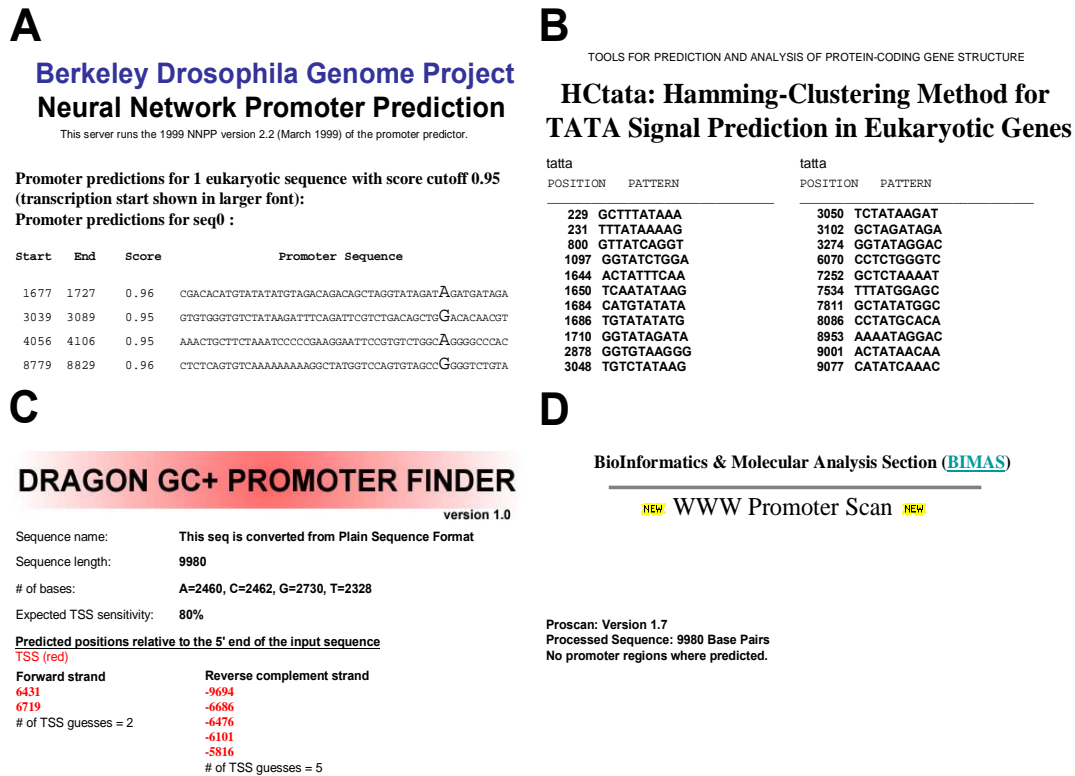 A
Berkeley Drosophila Genome Project
Neural Network Promoter Prediction
This server runs the 1999 NNPP version 2.2 (March 1999) of the promoter predictor.
Promoter predictions for 1 eukaryotic sequence with score cutoff 0.95
(transcription start shown in larger font):
Promoter predictions for seq0 :
Start End Score Promoter Sequence
1677 1727 0.96 CGACACATGTATATATGTAGACAGACAGCTAGGTATAGATAGATGATAGA
3039 3089 0.95 GTGTGGGTGTCTATAAGATTTCAGATTCGTCTGACAGCTGGACACAACGT
4056 4106 0.95 AAACTGCTTCTAAATCCCCCGAAGGAATTCCGTGTCTGGCAGGGGCCCAC
8779 8829 0.96 CTCTCAGTGTCAAAAAAAAAGGCTATGGTCCAGTGTAGCCGGGGTCTGTA
B
TOOLS FOR PREDICTION AND ANALYSIS OF PROTEIN-CODING GENE STRUCTURE
HCtata: Hamming-Clustering Method for
TATA Signal Prediction in Eukaryotic Genes
tatta
POSITION PATTERN
229 GCTTTATAAA
231 TTTATAAAAG
800 GTTATCAGGT
1097 GGTATCTGGA
1644 ACTATTTCAA
1650 TCAATATAAG
1684 CATGTATATA
1686 TGTATATATG
1710 GGTATAGATA
2878 GGTGTAAGGG
3048 TGTCTATAAG
tatta
POSITION PATTERN
3050 TCTATAAGAT
3102 GCTAGATAGA
3274 GGTATAGGAC
6070 CCTCTGGGTC
7252 GCTCTAAAAT
7534 TTTATGGAGC
7811 GCTATATGGC
8086 CCTATGCACA
8953 AAAATAGGAC
9001 ACTATAACAA
9077 CATATCAAAC
C
DRAGON GC+ PROMOTER FINDER
version 1.0
Sequence name: This seq is converted from Plain Sequence Format
Sequence length: 9980
# of bases: A=2460, C=2462, G=2730, T=2328
Expected TSS sensitivity: 80%
Predicted positions relative to the 5' end of the input sequence
TSS (red)
Forward strand
6431
6719
# of TSS guesses = 2
Reverse complement strand
-9694
-6686
-6476
-6101
-5816
# of TSS guesses = 5
D
BioInformatics & Molecular Analysis Section (BIMAS)
NEW WWW Promoter Scan NEW
Proscan: Version 1.7
Processed Sequence: 9980 Base Pairs
No promoter regions where predicted.